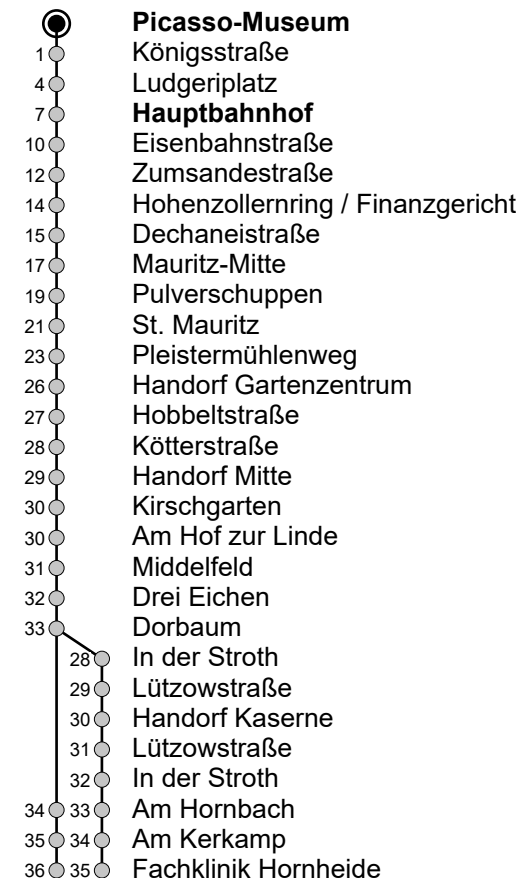 Picasso-Museum
1 Königsstraße
4 Ludgeriplatz
7 Hauptbahnhof
10 Eisenbahnstraße
12 Zumsandestraße
14 Hohenzollernring / Finanzgericht
15 Dechaneistraße
17 Mauritz-Mitte
19 Pulverschuppen
21 St. Mauritz
23 Pleistermühlenweg
26 Handorf Gartenzentrum
27 Hobbeltstraße
28 Kötterstraße
29 Handorf Mitte
30 Kirschgarten
30 Am Hof zur Linde
31 Middelfeld
32 Drei Eichen
33 Dorbaum
28 In der Stroth
29 Lützowstraße
30 Handorf Kaserne
31 Lützowstraße
32 In der Stroth
34 33 Am Hornbach
35 34 Am Kerkamp
36 35 Fachklinik Hornheide